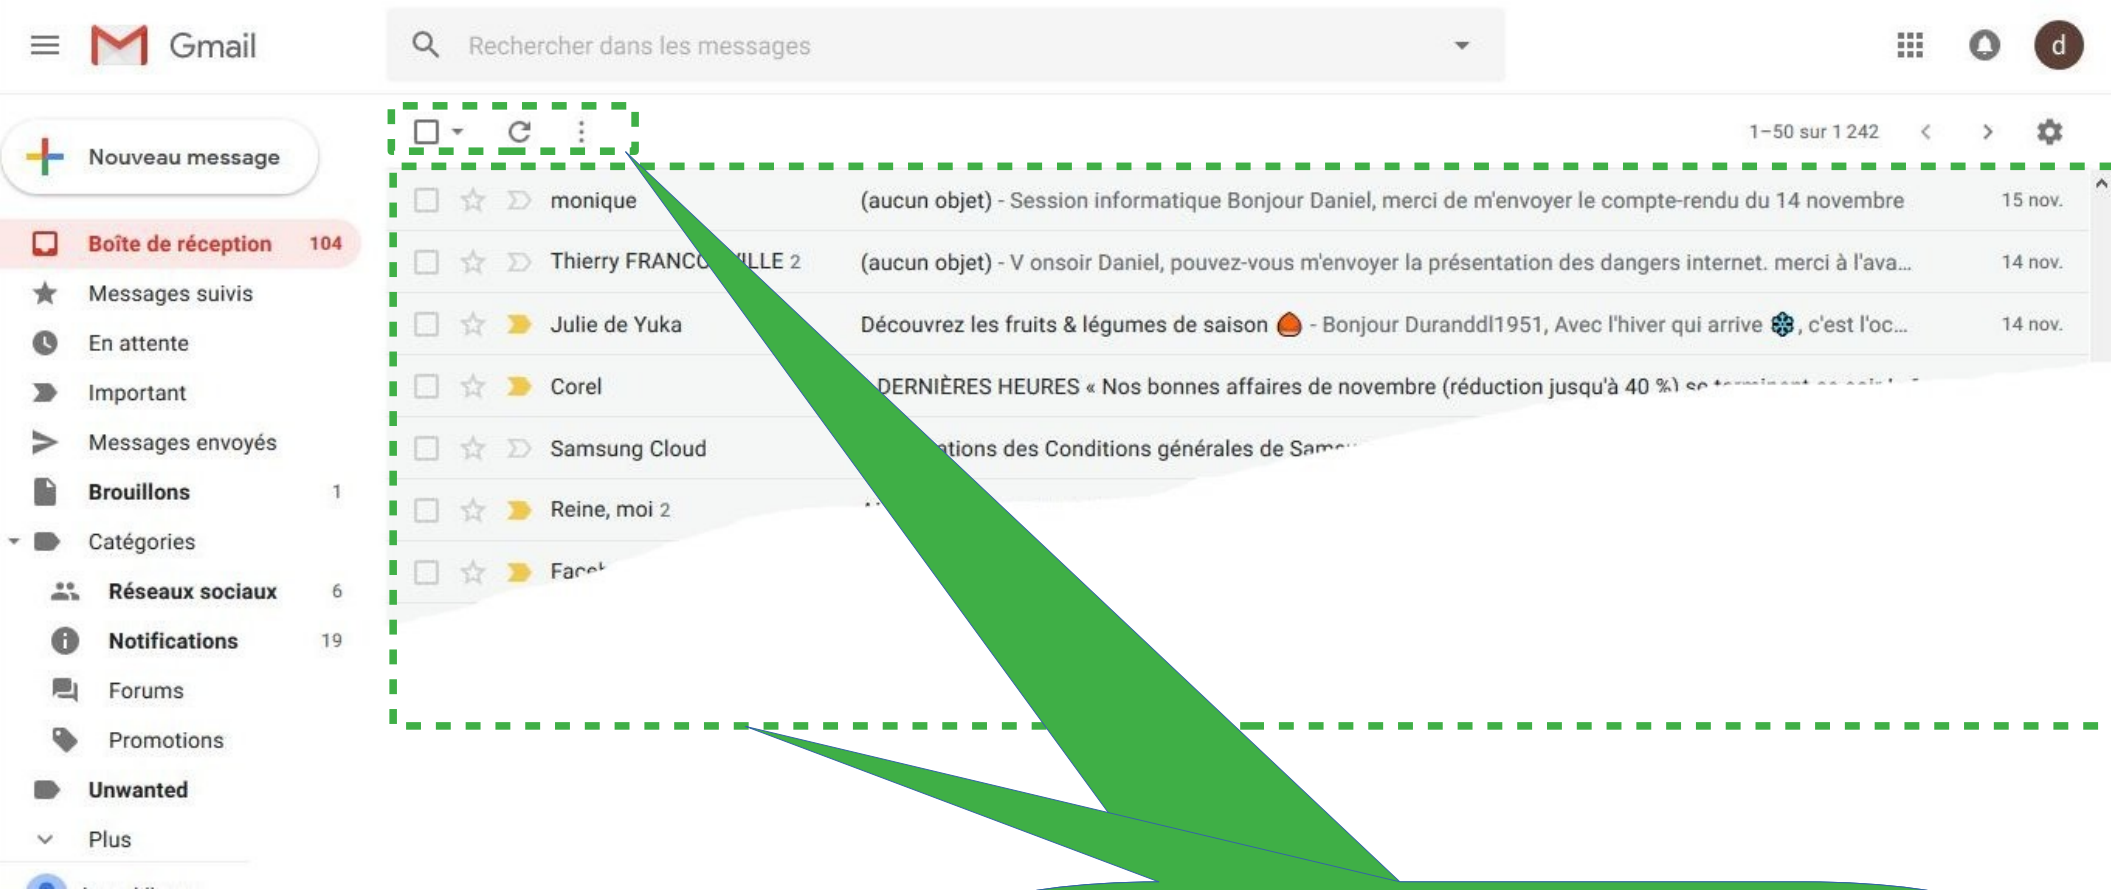 Gmail
Rechercher dans les messages
d
1–50 sur 1 242
Nouveau message
Boîte de réception 104
Messages suivis
En attente
Important
Messages envoyés
Brouillons 1
Catégories
Réseaux sociaux 6
Notifications 19
Forums
Promotions
Unwanted
Plus
monique (aucun objet) - Session informatique Bonjour Daniel, merci de m'envoyer le compte-rendu du 14 novembre 15 nov.
Thierry 2 (aucun objet) - V onsoir Daniel, pouvez-vous m'envoyer la présentation des dangers internet. merci à l'ava... 14 nov.
Julie de Yuka Découvrez les fruits & légumes de saison - Bonjour Duranddl1951, Avec l'hiver qui arrive , c'est l'oc... 14 nov.
Corel DERNIÈRES HEURES « Nos bonnes affaires de novembre (réduction jusqu'à 40 %)
Samsung Cloud des Conditions générales de
Reine, moi 2